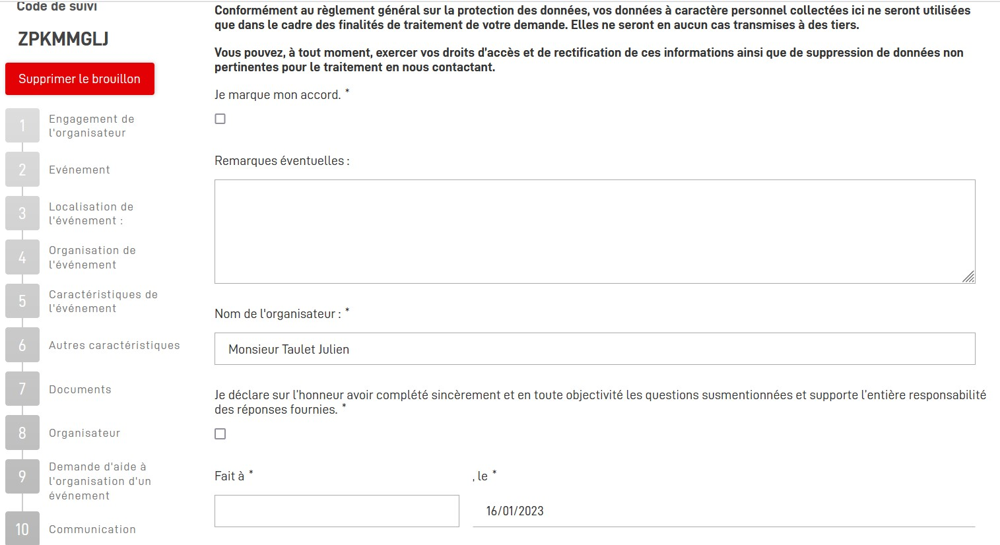 Code de suivi
ZPKMMGLJ
Supprimer le brouillon
1
Engagement de
l'organisateur
2
Evénement
3
Localisation de
l'événement :
4
Organisation de
l'événement
5
Caractéristiques de
l'événement
6
Autres caractéristiques
7
Documents
8
Organisateur
9
Demande d'aide à
l'organisation d'un
événement
10
Communication
Conformément au règlement général sur la protection des données, vos données à caractère personnel collectées ici ne seront utilisées
que dans le cadre des finalités de traitement de votre demande. Elles ne seront en aucun cas transmises à des tiers.
Vous pouvez, à tout moment, exercer vos droits d'accès et de rectification de ces informations ainsi que de suppression de données non
pertinentes pour le traitement en nous contactant.
Je marque mon accord. *
Remarques éventuelles :
Nom de l'organisateur : *
Monsieur Taulet Julien
Je déclare sur l'honneur avoir complété sincèrement et en toute objectivité les questions susmentionnées et supporte l'entière responsabilité
des réponses fournies. *
Fait à *
, le *
16/01/2023